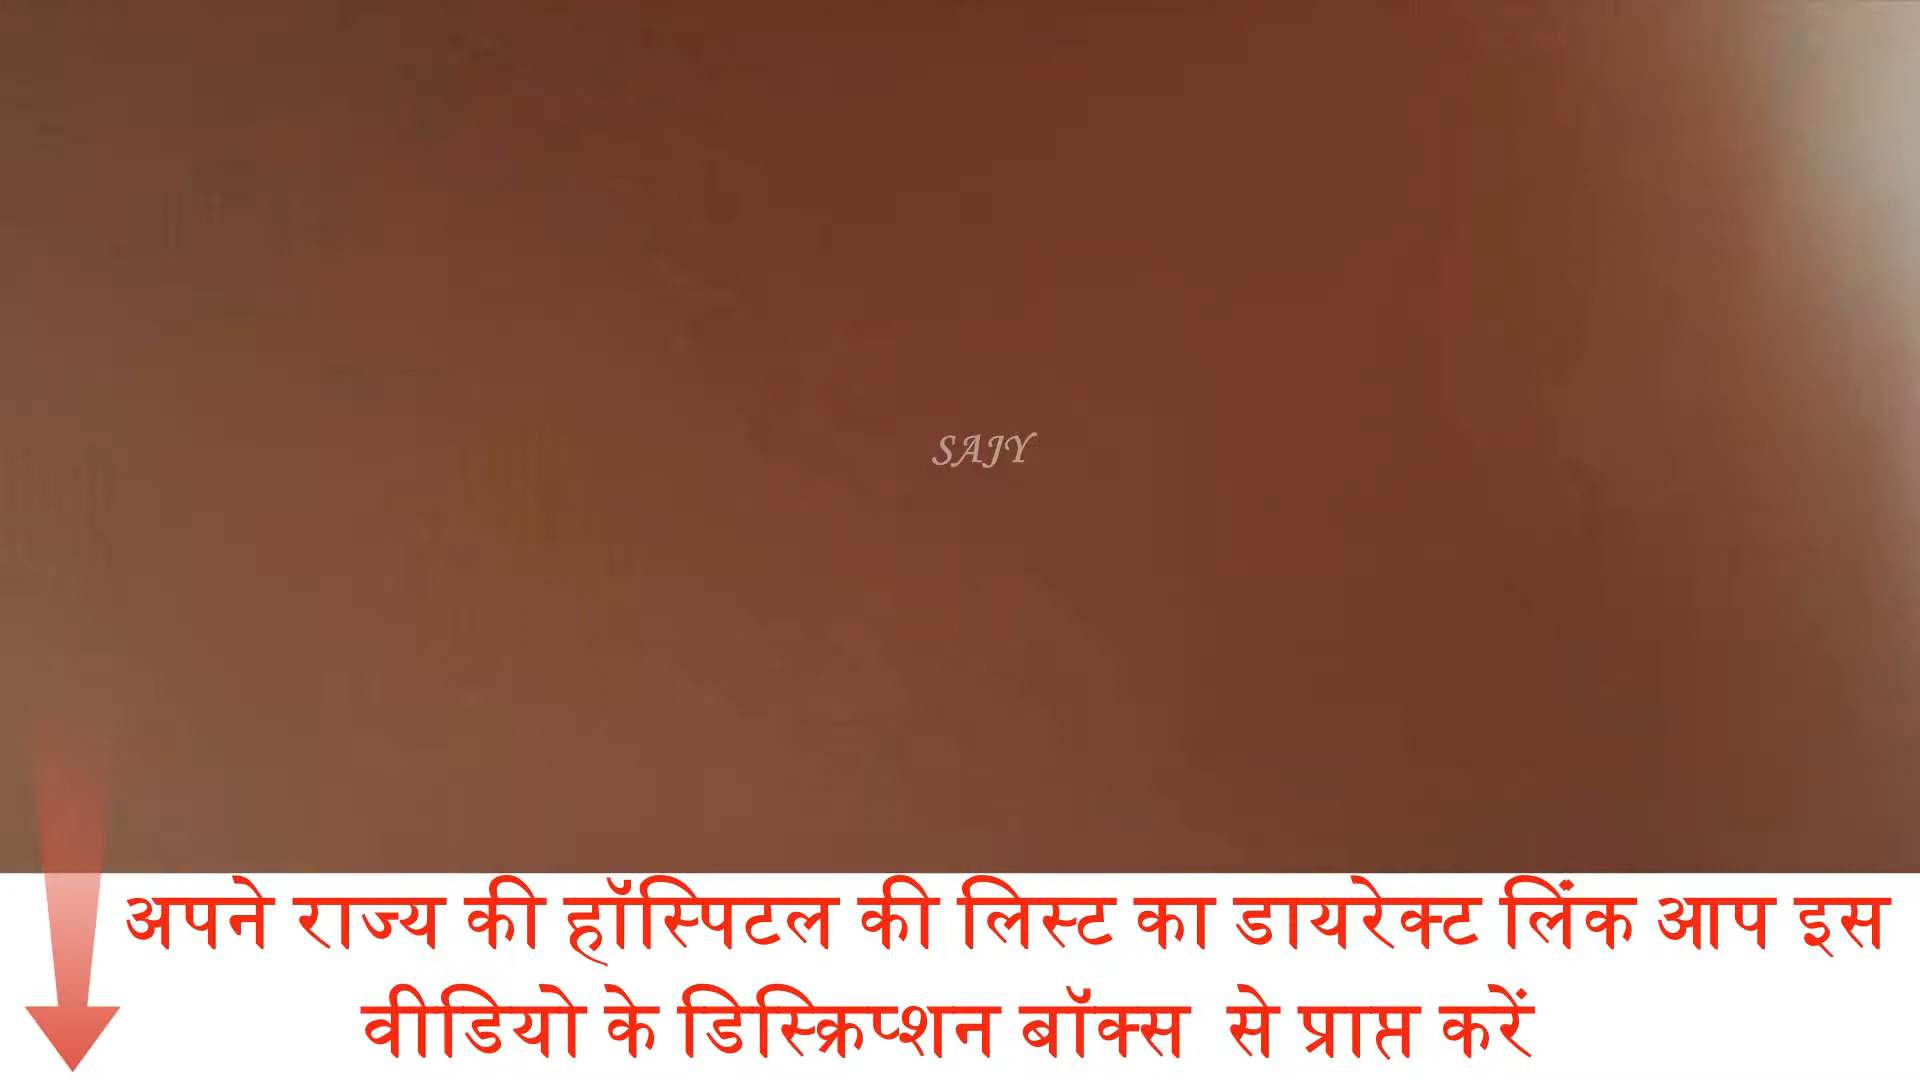 SAJY
अपने राज्य की हॉस्पिटल की लिस्ट का डायरेक्ट लिंक आप इस
वीडियो के डिस्क्रिप्शन बॉक्स से प्राप्त करें